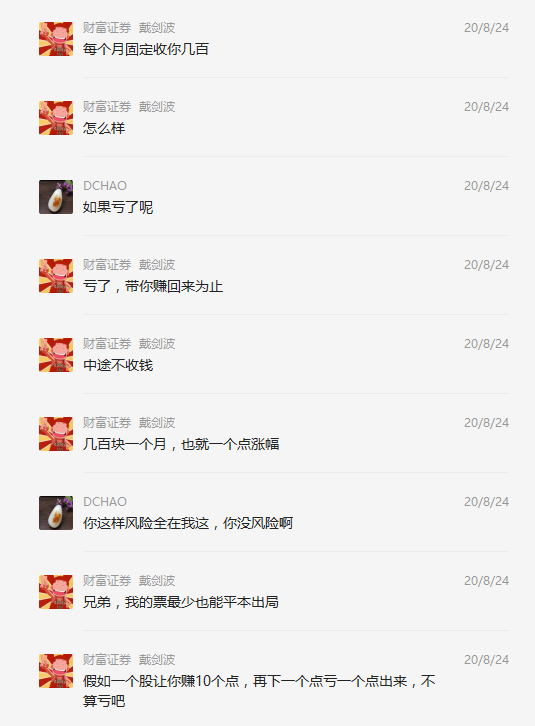 财富证券 戴剑波 20/8/24
每个月固定收你几百
财富证券 戴剑波 20/8/24
怎么样
DCHAO 20/8/24
如果亏了呢
财富证券 戴剑波 20/8/24
亏了，带你赚回来为止
财富证券 戴剑波 20/8/24
中途不收钱
财富证券 戴剑波 20/8/24
几百块一个月，也就一个点涨幅
DCHAO 20/8/24
你这样风险全在我这，你没风险啊
财富证券 戴剑波 20/8/24
兄弟，我的票最少也能平本出局
财富证券 戴剑波 20/8/24
假如一个股让你赚10个点，再下一个点亏一个点出来，不
算亏吧